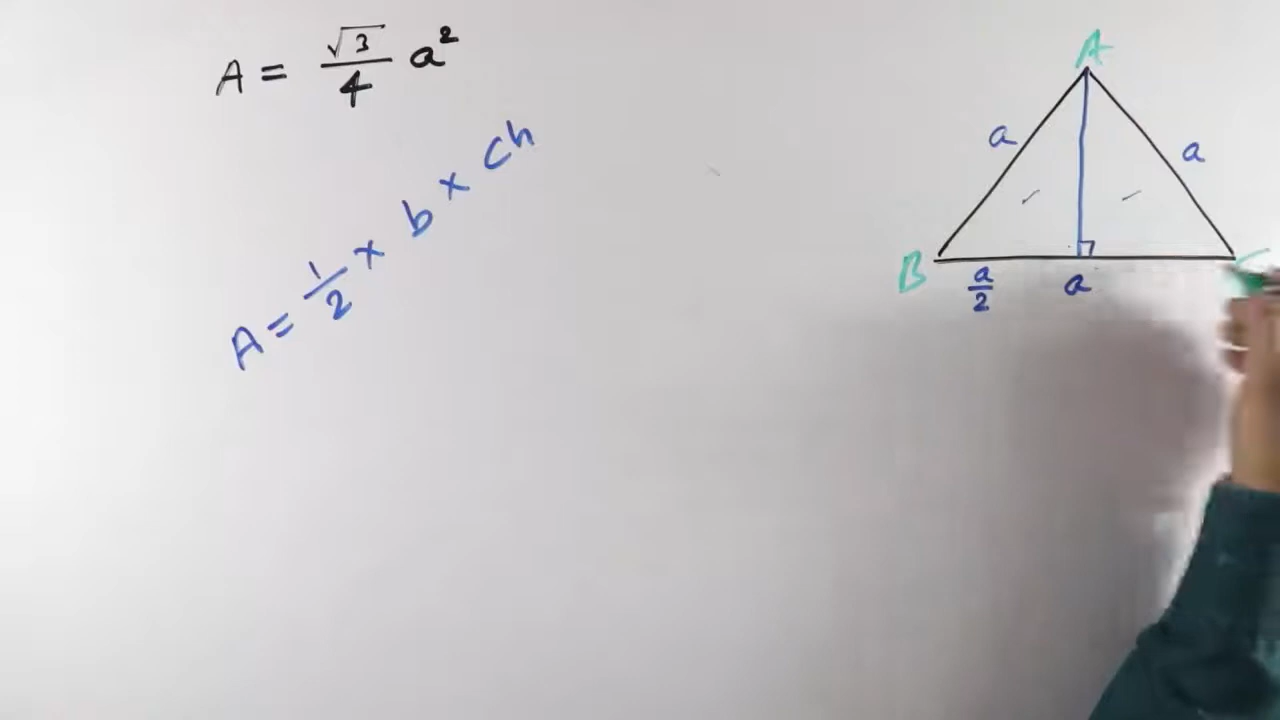 A = √3/4 a²
A = 1/2 × b × ch
A
a
a
B
a/2
a
C